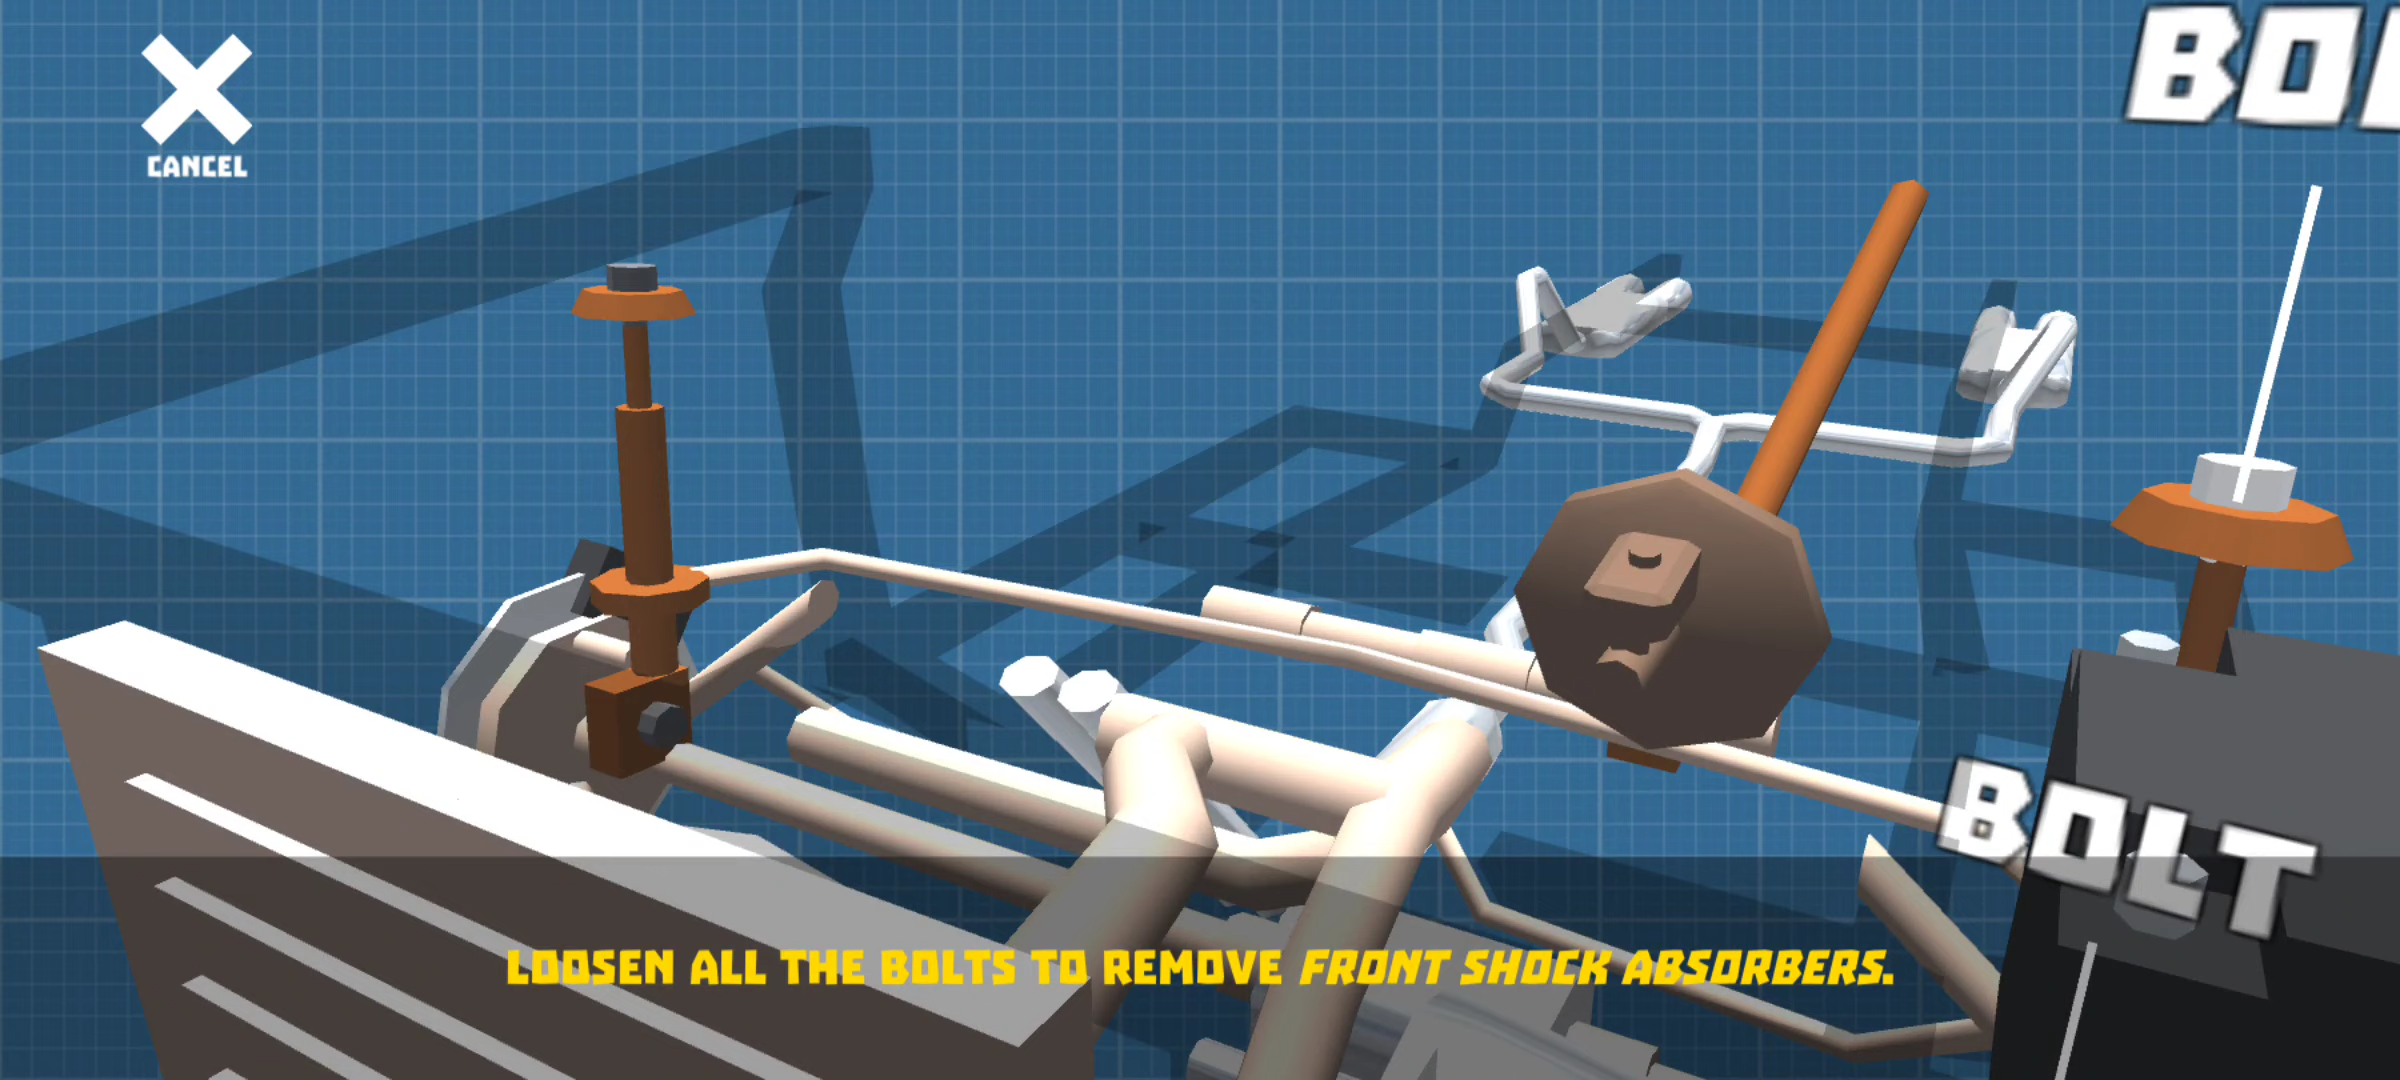 CANCEL
BOLT
LOOSEN ALL THE BOLTS TO REMOVE FRONT SHOCK ABSORBERS.